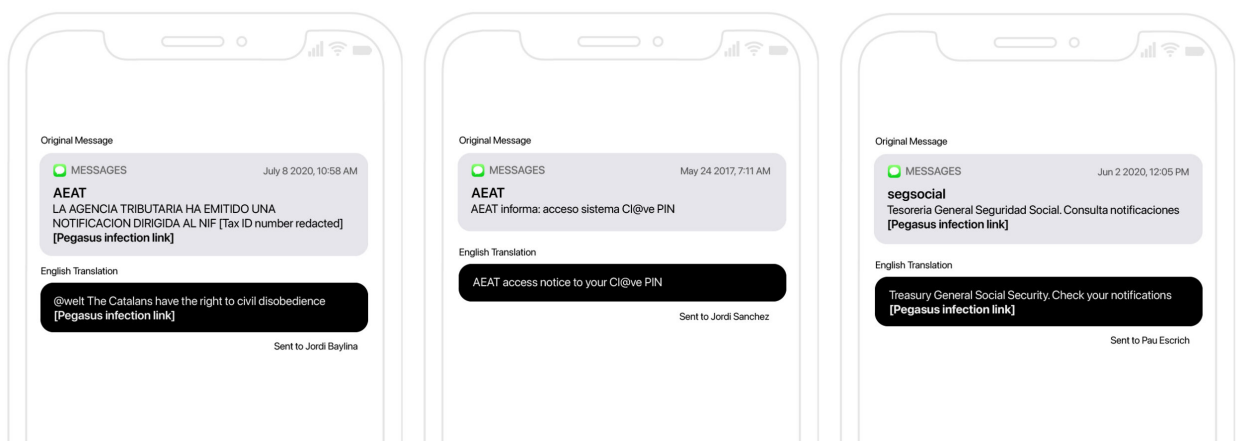 Original Message
MESSAGES July 8 2020, 10:58 AM
AEAT
LA AGENCIA TRIBUTARIA HA EMITIDO UNA
NOTIFICACION DIRIGIDA AL NIF [Tax ID number redacted]
[Pegasus infection link]
English Translation
@welt The Catalans have the right to civil disobedience
[Pegasus infection link]
Sent to Jordi Baylina
Original Message
MESSAGES May 24 2017, 7:11 AM
AEAT
AEAT informa: acceso sistema Cl@ve PIN
English Translation
AEAT access notice to your Cl@ve PIN
Sent to Jordi Sanchez
Original Message
MESSAGES Jun 2 2020, 12:05 PM
segsocial
Tesoreria General Seguridad Social. Consulta notificaciones
[Pegasus infection link]
English Translation
Treasury General Social Security. Check your notifications
[Pegasus infection link]
Sent to Pau Escrich